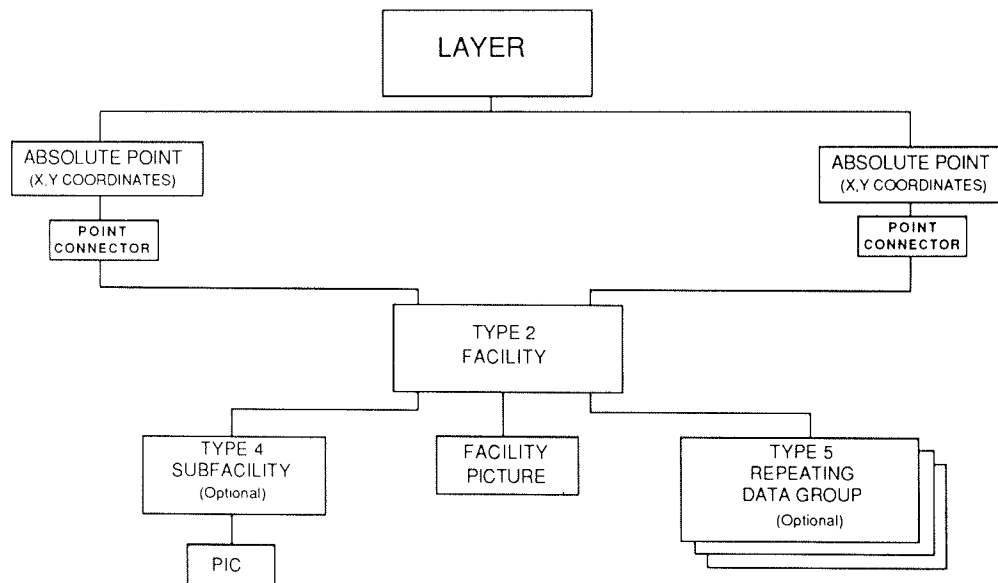 LAYER
ABSOLUTE POINT
(X,Y COORDINATES)
POINT
CONNECTOR
ABSOLUTE POINT
(X,Y COORDINATES)
POINT
CONNECTOR
TYPE 2
FACILITY
TYPE 4
SUBFACILITY
(Optional)
PIC
FACILITY
PICTURE
TYPE 5
REPEATING
DATA GROUP
(Optional)